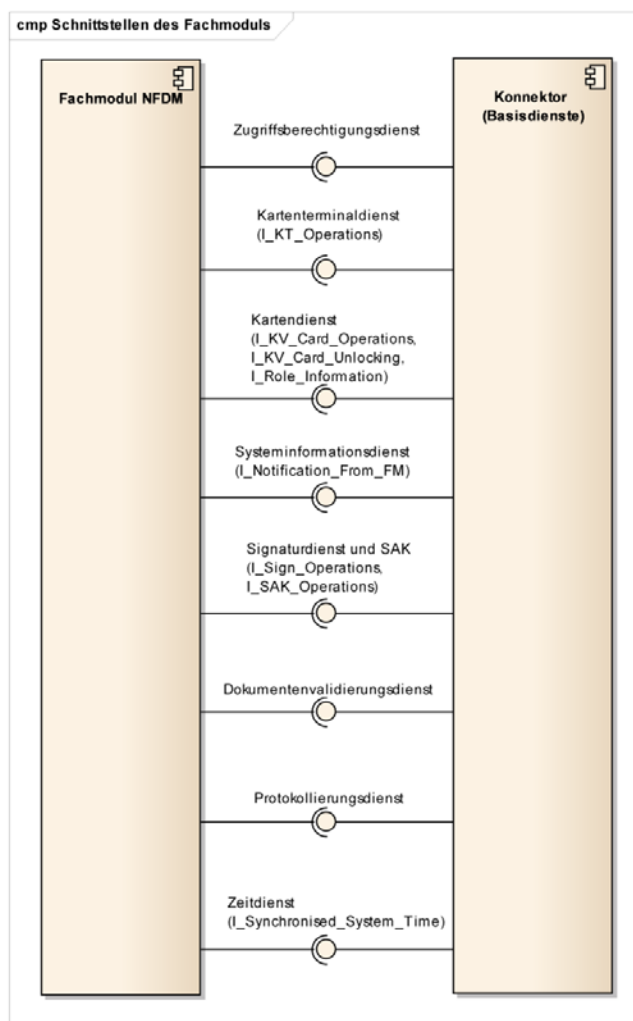 cmp Schnittstellen des Fachmoduls
Fachmodul NFDM
Konnektor
(Basisdienste)
Zugriffsberechtigungsdienst
Kartenterminaldienst
(I_KT_Operations)
Kartendienst
(I_KV_Card_Operations,
I_KV_Card_Unlocking,
I_Role_Information)
Systeminformationsdienst
(I_Notification_From_FM)
Signaturdienst und SAK
(I_Sign_Operations,
I_SAK_Operations)
Dokumentenvalidierungsdienst
Protokollierungsdienst
Zeitdienst
(I_Synchronised_System_Time)